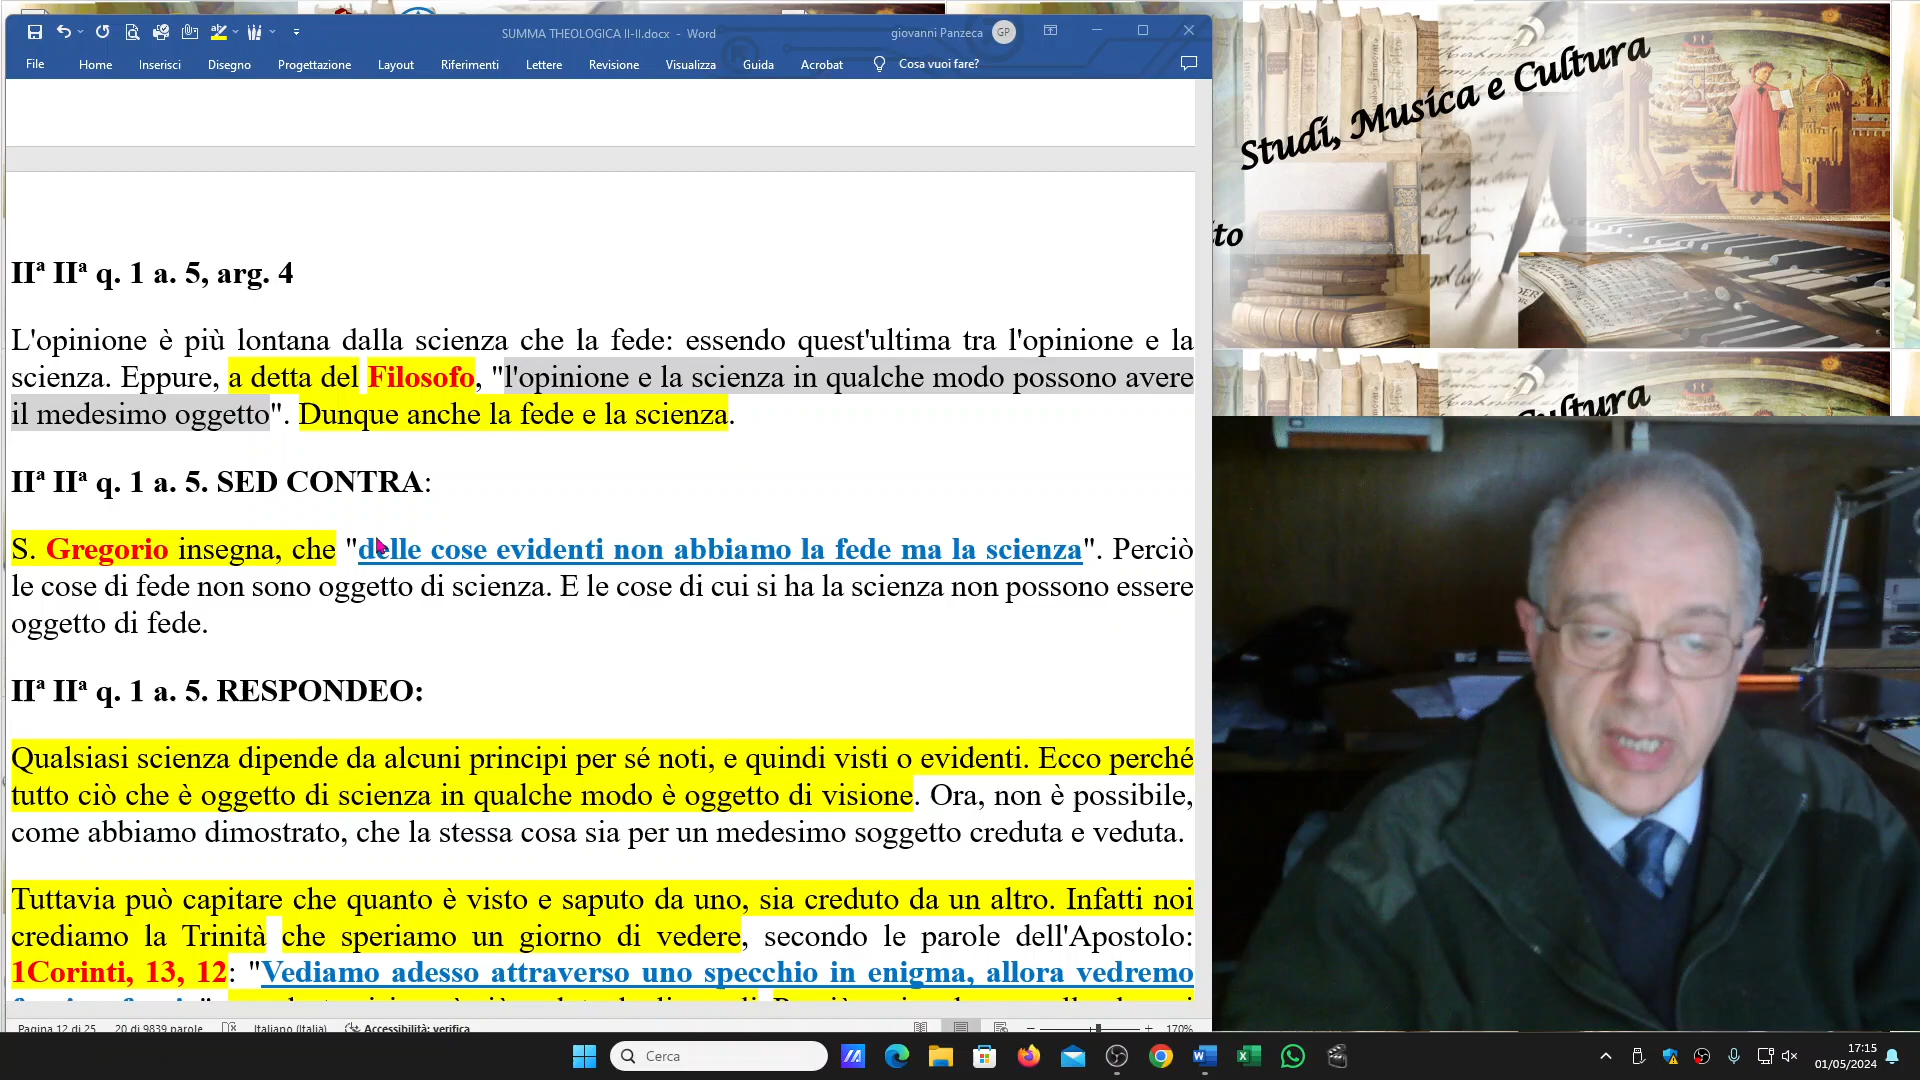 SUMMA THEOLOGICA II-II.docx - Word
giovanni Panzeca
GP
File Home Inserisci Disegno Progettazione Layout Riferimenti Lettere Revisione Visualizza Guida Acrobat Cosa vuoi fare?
IIª IIª q. 1 a. 5, arg. 4
L'opinione è più lontana dalla scienza che la fede: essendo quest'ultima tra l'opinione e la
scienza. Eppure, a detta del Filosofo, "l'opinione e la scienza in qualche modo possono avere
il medesimo oggetto". Dunque anche la fede e la scienza.
IIª IIª q. 1 a. 5. SED CONTRA:
S. Gregorio insegna, che "delle cose evidenti non abbiamo la fede ma la scienza". Perciò
le cose di fede non sono oggetto di scienza. E le cose di cui si ha la scienza non possono essere
oggetto di fede.
IIª IIª q. 1 a. 5. RESPONDEO:
Qualsiasi scienza dipende da alcuni principi per sé noti, e quindi visti o evidenti. Ecco perché
tutto ciò che è oggetto di scienza in qualche modo è oggetto di visione. Ora, non è possibile,
come abbiamo dimostrato, che la stessa cosa sia per un medesimo soggetto creduta e veduta.
Tuttavia può capitare che quanto è visto e saputo da uno, sia creduto da un altro. Infatti noi
crediamo la Trinità che speriamo un giorno di vedere, secondo le parole dell'Apostolo:
1Corinti, 13, 12: "Vediamo adesso attraverso uno specchio in enigma, allora vedremo
Pagina 12 di 25 20 di 9839 parole Italiano (Italia) Accessibilità: verifica
170%
Studi, Musica e Cultura
ito
Cultura
Cerca
17:15
01/05/2024